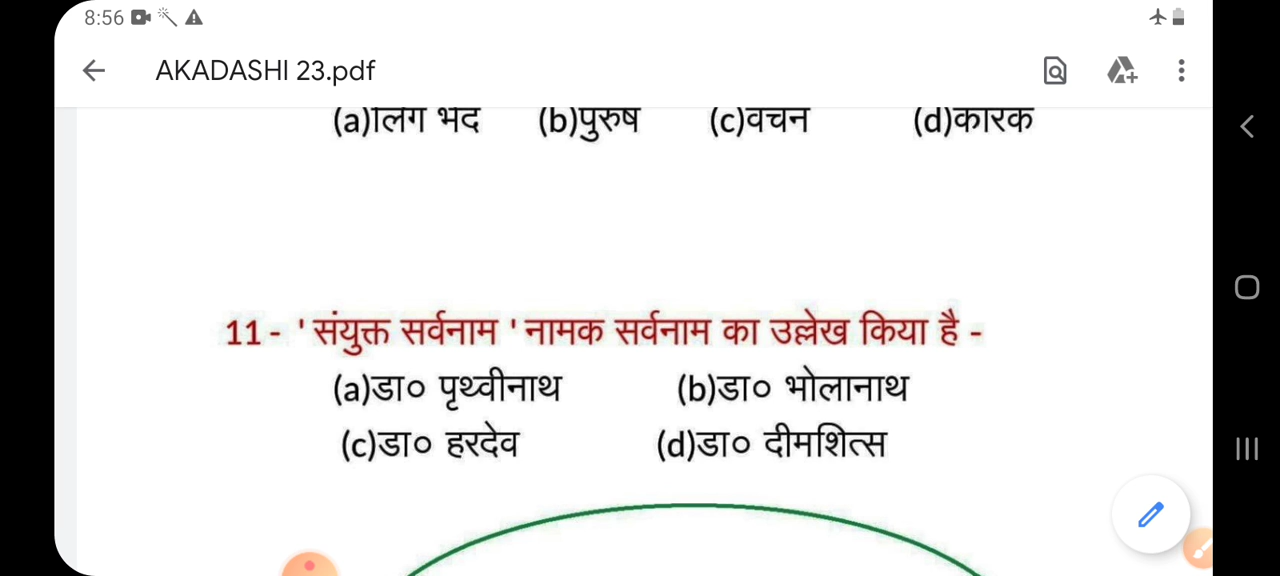 8:56
AKADASHI 23.pdf
(a)लिंग भेद (b)पुरुष (c)वचन (d)कारक
11- ' संयुक्त सर्वनाम ' नामक सर्वनाम का उल्लेख किया है -
(a)डा० पृथ्वीनाथ (b)डा० भोलानाथ
(c)डा० हरदेव (d)डा० दीमशित्स